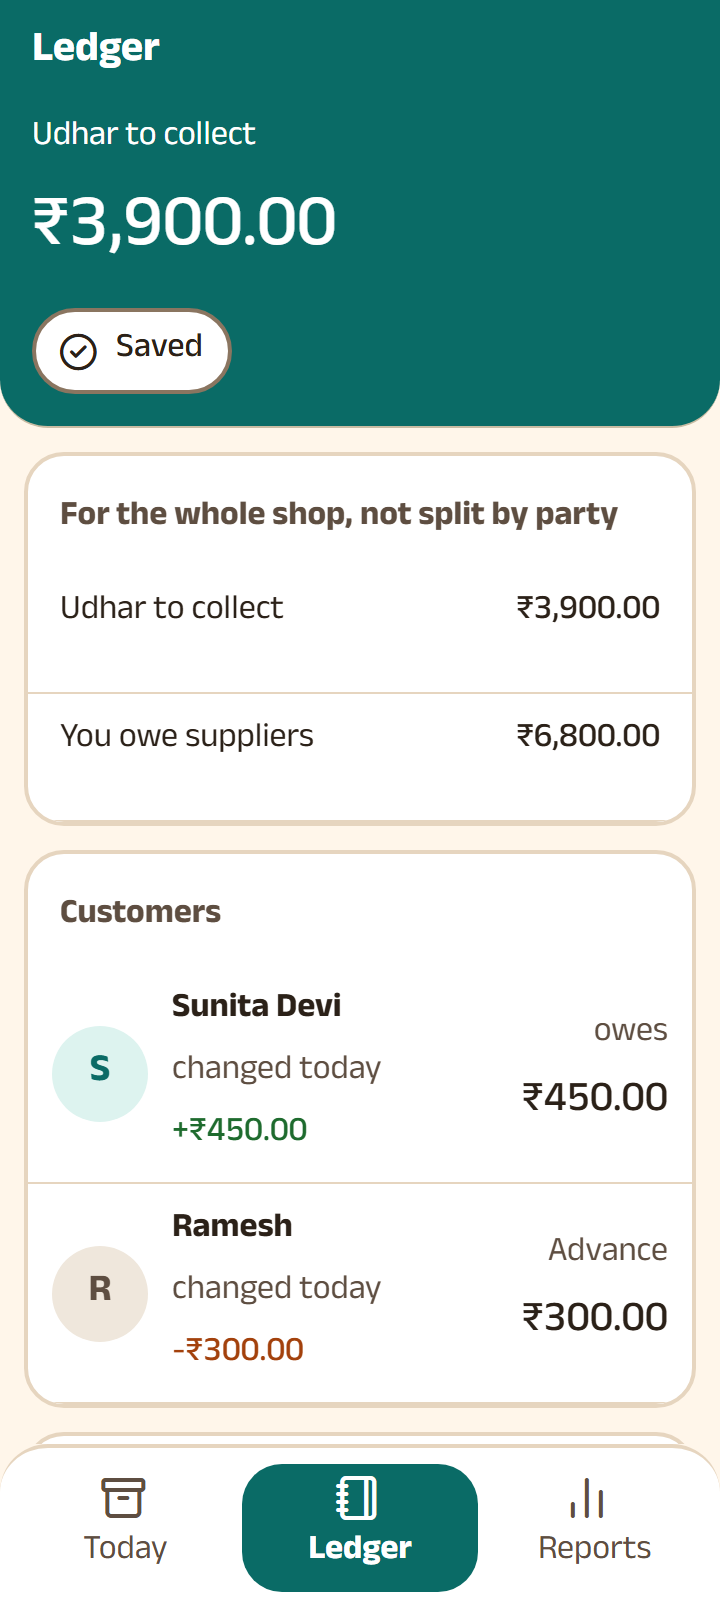 Ledger
Udhar to collect
₹3,900.00
Saved
For the whole shop, not split by party
Udhar to collect ₹3,900.00
You owe suppliers ₹6,800.00
Customers
S
Sunita Devi
changed today
+₹450.00
owes
₹450.00
R
Ramesh
changed today
-₹300.00
Advance
₹300.00
Today
Ledger
Reports